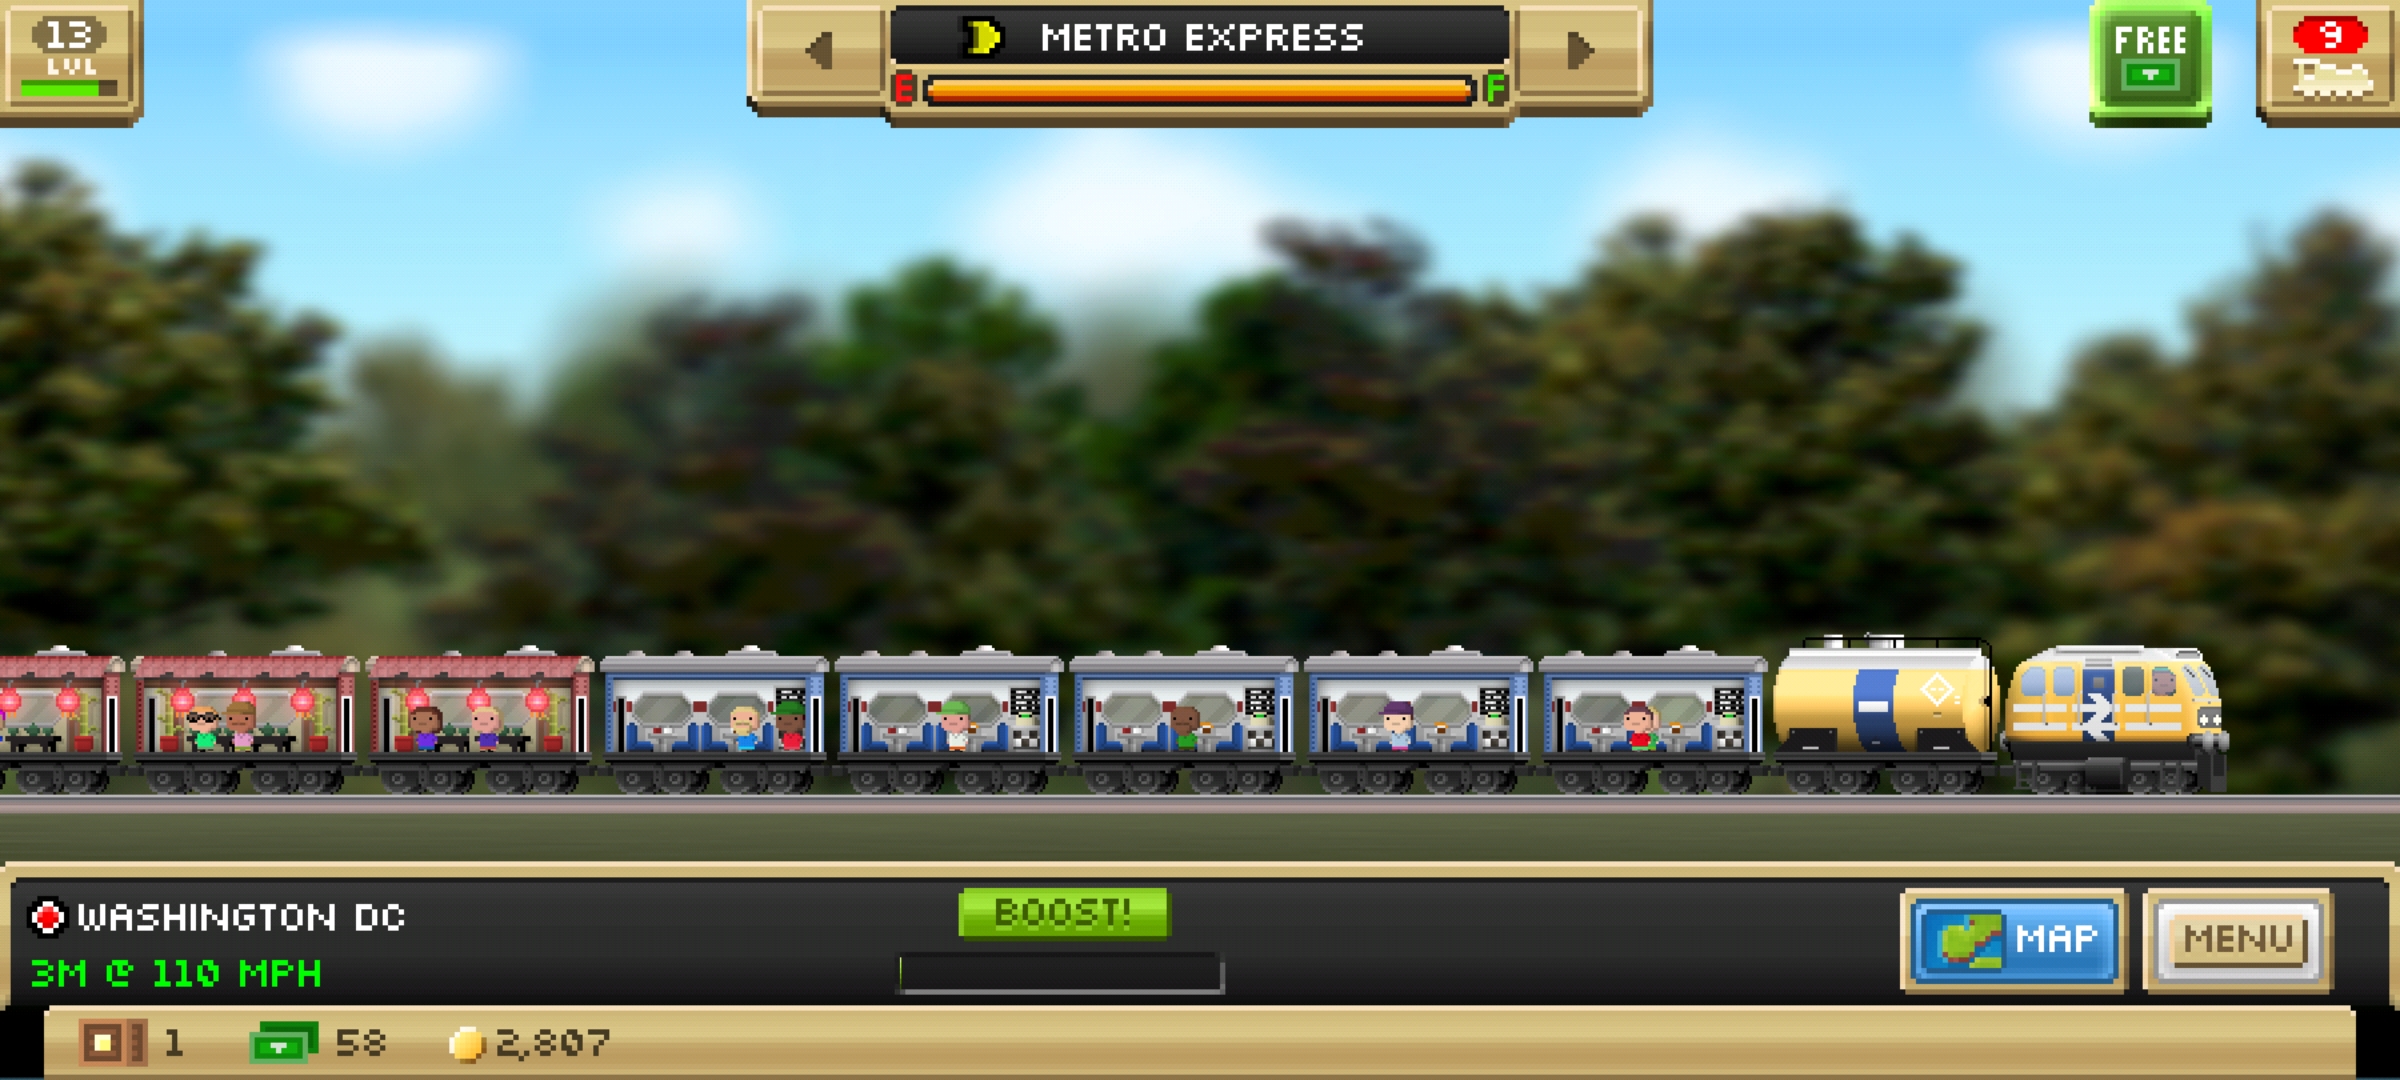 13
LVL
METRO EXPRESS
E F
FREE
9
WASHINGTON DC
3M @ 110 MPH
BOOST!
MAP
MENU
1
58
2,807